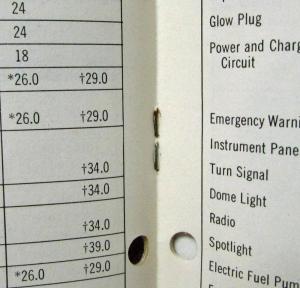 24
24
18
*26.0 †29.0
*26.0 †29.0
†34.0
†34.0
†34.0
†39.0
*26.0 †29.0
Glow Plug
Power and Charg
Circuit
Emergency Warni
Instrument Pane
Turn Signal
Dome Light
Radio
Spotlight
Electric Fuel Pum